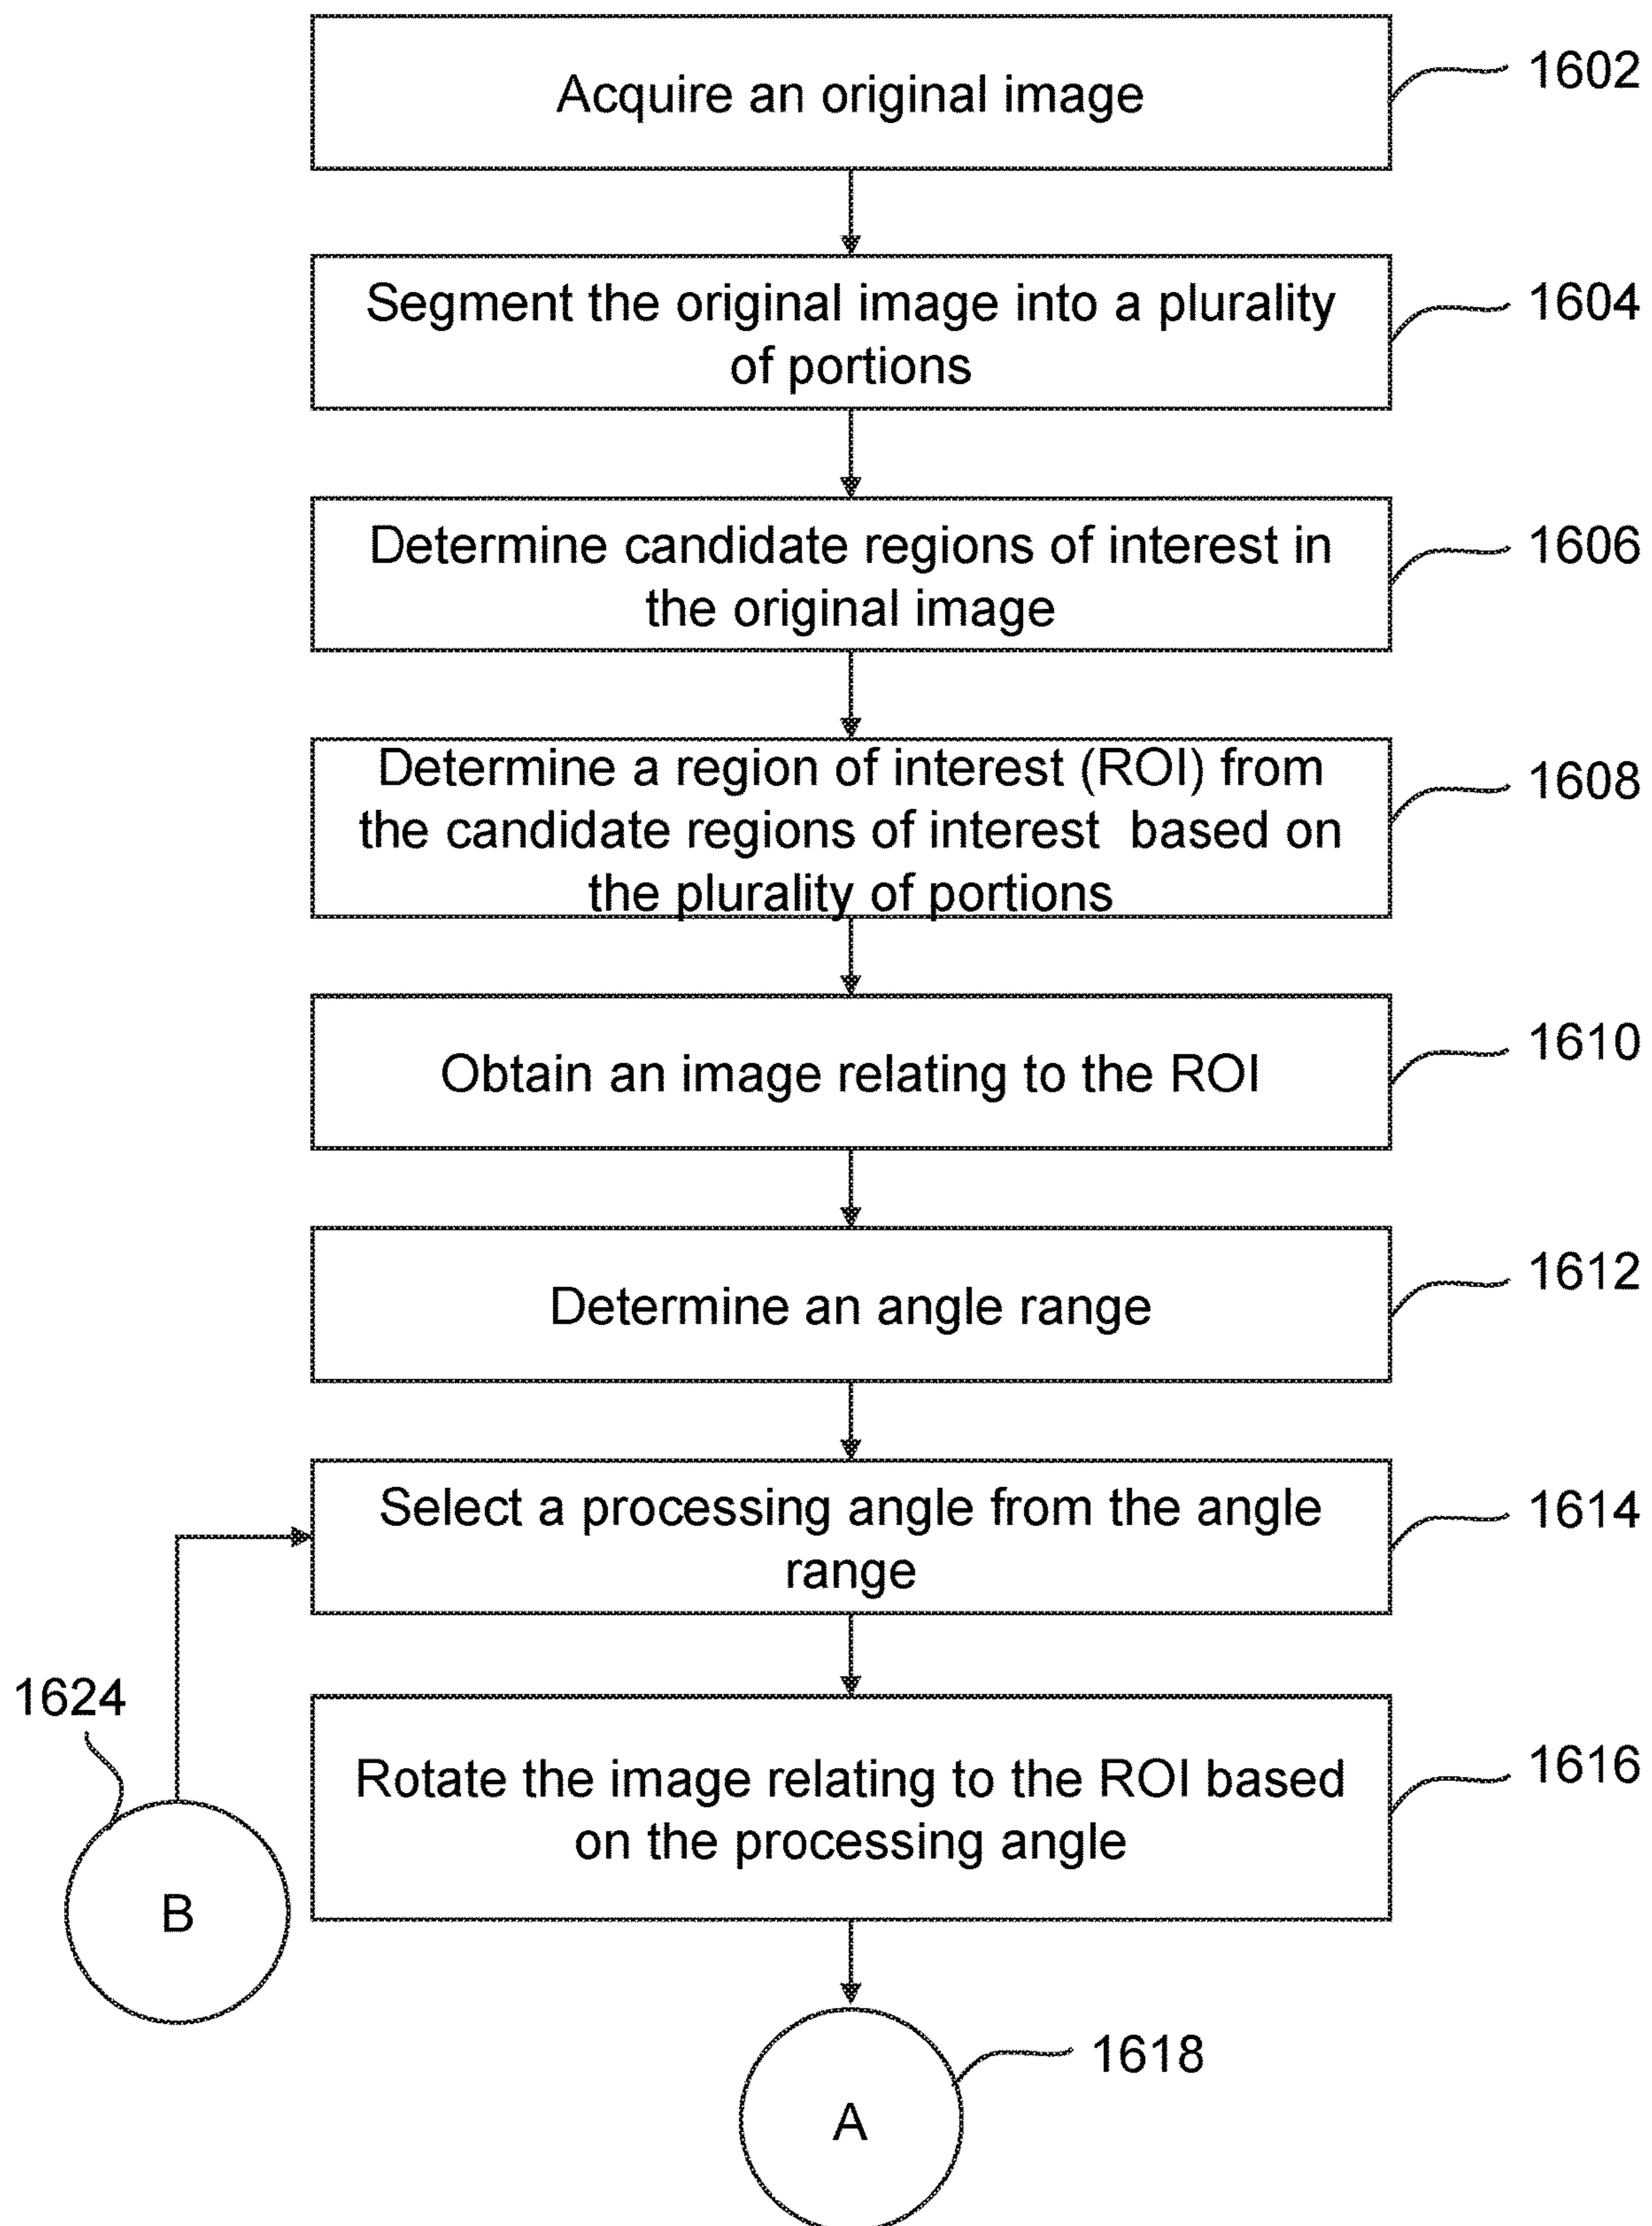 Acquire an original image
1602
Segment the original image into a plurality
of portions
1604
Determine candidate regions of interest in
the original image
1606
Determine a region of interest (ROI) from
the candidate regions of interest  based on
the plurality of portions
1608
Obtain an image relating to the ROI
1610
Determine an angle range
1612
Select a processing angle from the angle
range
1614
Rotate the image relating to the ROI based
on the processing angle
1616
1624
B
A
1618